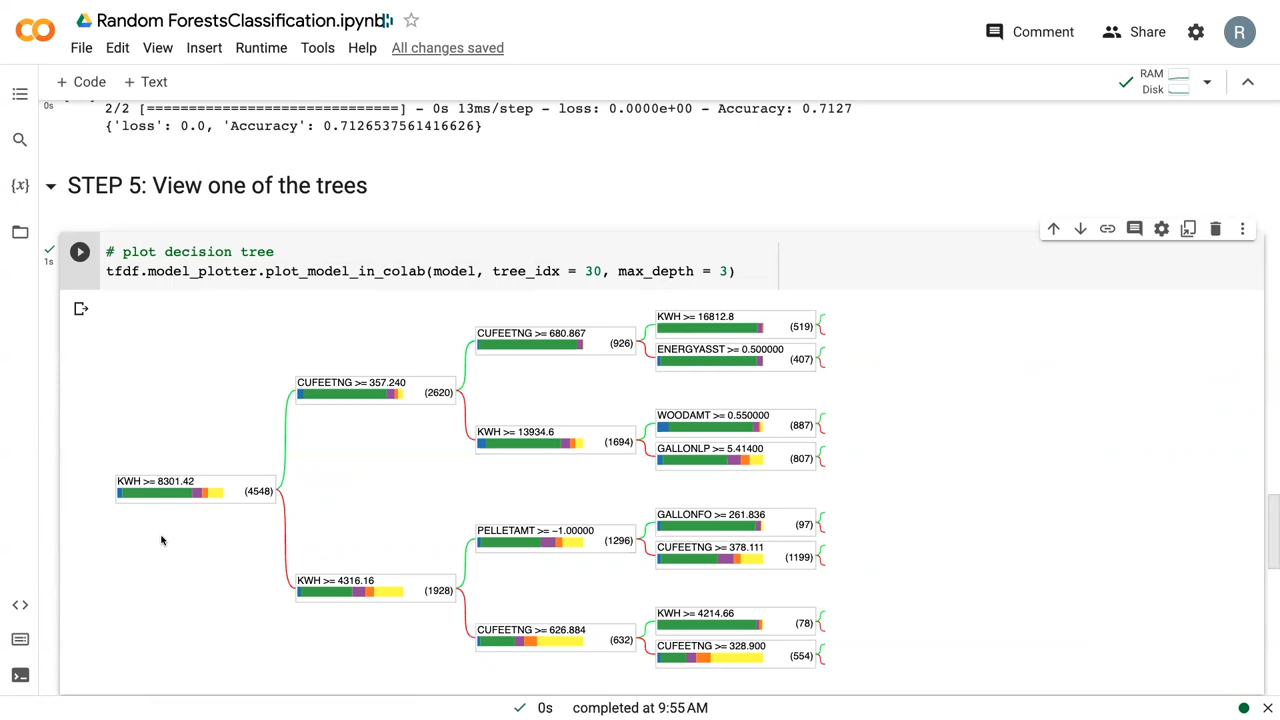 Random ForestsClassification.ipynb
File Edit View Insert Runtime Tools Help All changes saved
Comment Share R
+ Code + Text
RAM
Disk
0s
2/2 [==============================] - 0s 13ms/step - loss: 0.0000e+00 - Accuracy: 0.7127
{'loss': 0.0, 'Accuracy': 0.7126537561416626}
{x}
STEP 5: View one of the trees
1s
# plot decision tree
tfdf.model_plotter.plot_model_in_colab(model, tree_idx = 30, max_depth = 3)
KWH >= 16812.8
(519)
CUFEETNG >= 680.867
(926)
ENERGYASST >= 0.500000
(407)
CUFEETNG >= 357.240
(2620)
WOODAMT >= 0.550000
(887)
KWH >= 13934.6
(1694)
GALLONLP >= 5.41400
(807)
KWH >= 8301.42
(4548)
GALLONFO >= 261.836
(97)
PELLETAMT >= −1.00000
(1296)
CUFEETNG >= 378.111
(1199)
KWH >= 4316.16
(1928)
KWH >= 4214.66
(78)
CUFEETNG >= 626.884
(632)
CUFEETNG >= 328.900
(554)
0s completed at 9:55 AM